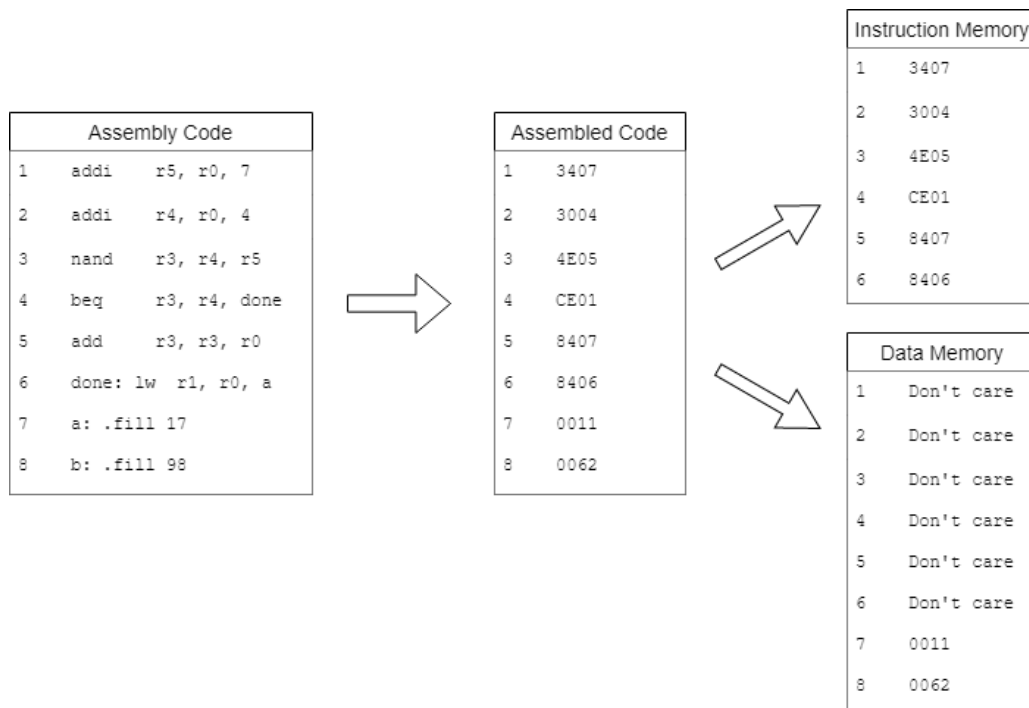 Assembly Code
1 addi r5, r0, 7
2 addi r4, r0, 4
3 nand r3, r4, r5
4 beq r3, r4, done
5 add r3, r3, r0
6 done: lw r1, r0, a
7 a: .fill 17
8 b: .fill 98
Assembled Code
1 3407
2 3004
3 4E05
4 CE01
5 8407
6 8406
7 0011
8 0062
Instruction Memory
1 3407
2 3004
3 4E05
4 CE01
5 8407
6 8406
Data Memory
1 Don't care
2 Don't care
3 Don't care
4 Don't care
5 Don't care
6 Don't care
7 0011
8 0062